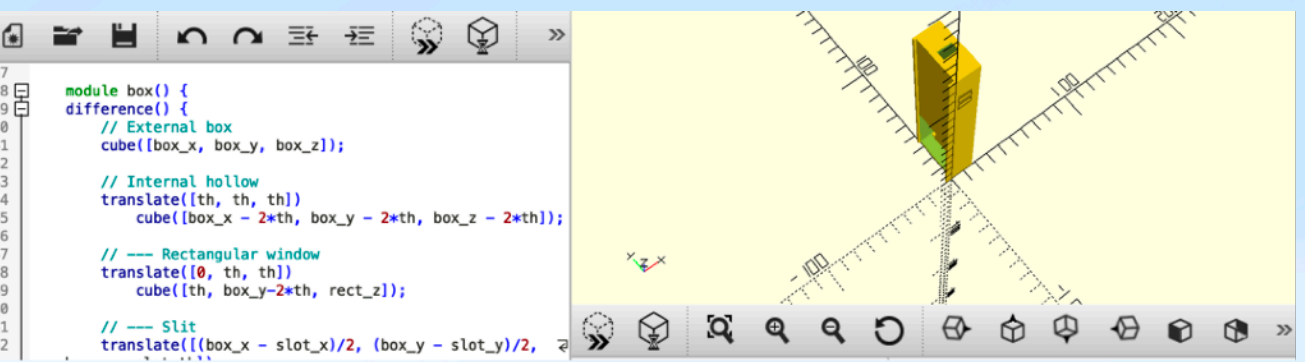 »
7
8 module box() {
9 difference() {
0 // External box
1 cube([box_x, box_y, box_z]);
2
3 // Internal hollow
4 translate([th, th, th])
5 cube([box_x - 2*th, box_y - 2*th, box_z - 2*th]);
6
7 // --- Rectangular window
8 translate([0, th, th])
9 cube([th, box_y-2*th, rect_z]);
0
1 // --- Slit
2 translate([(box_x - slot_x)/2, (box_y - slot_y)/2,
100
100
-100
Y Z X
»